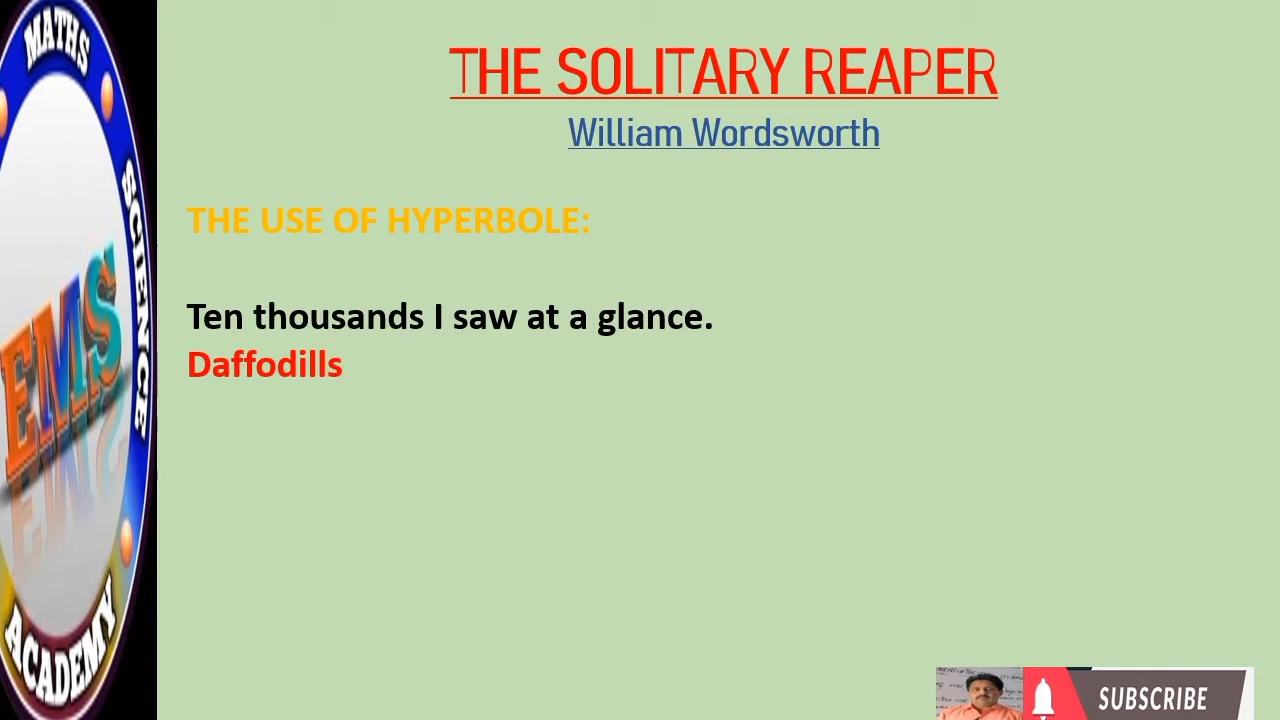 THE SOLITARY REAPER
William Wordsworth
THE USE OF HYPERBOLE:
Ten thousands I saw at a glance.
Daffodills
MATHS
SCIENCE
EMS
ACADEMY
SUBSCRIBE